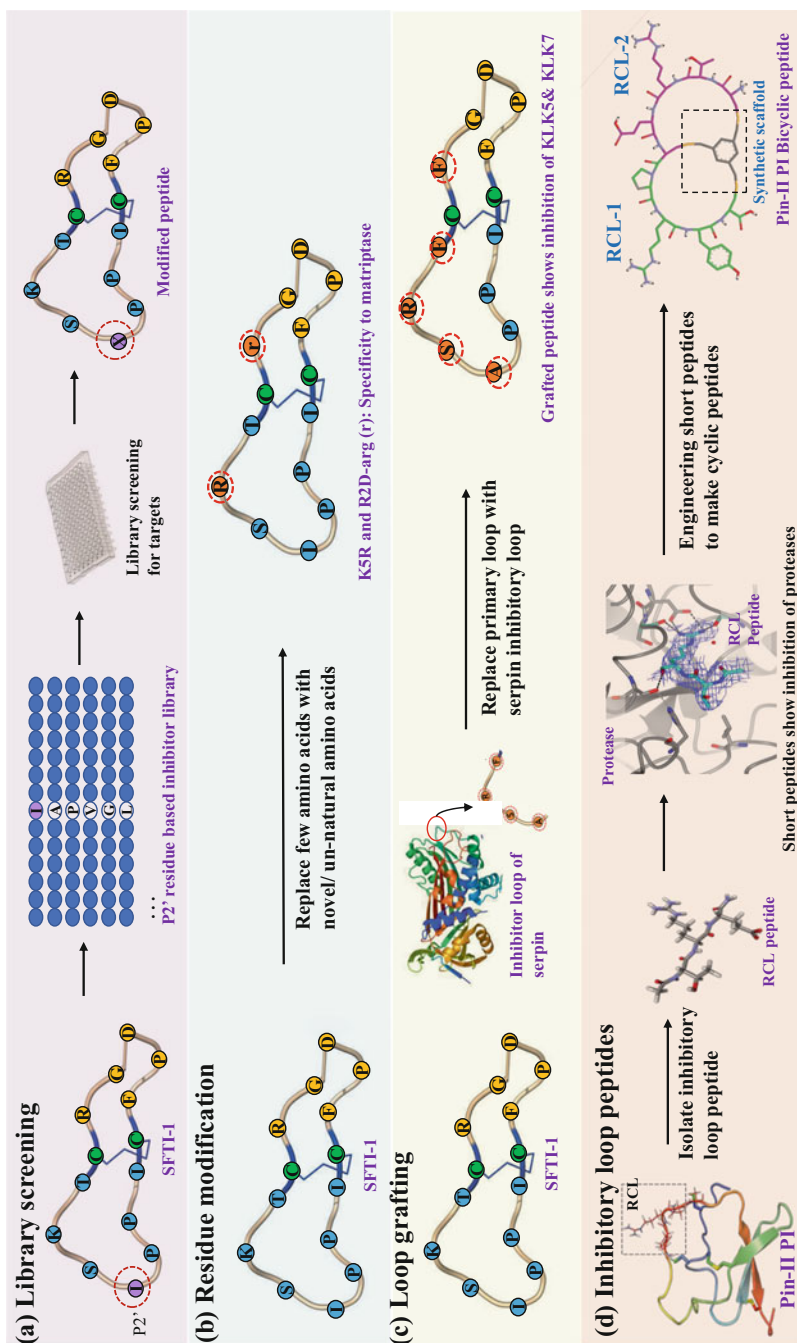 (a) Library screening
P2'
I
S
K
T
C
R
G
D
P
F
C
I
P
P
SFTI-1
I
A
P
V
G
L
...
P2' residue based inhibitor library
Library screening
for targets
X
S
K
T
C
R
G
D
P
F
C
I
P
P
Modified peptide
(b) Residue modification
I
S
K
T
C
R
G
D
P
F
C
I
P
P
SFTI-1
Replace few amino acids with
novel/ un-natural amino acids
I
S
R
T
C
r
G
D
P
F
C
I
P
P
K5R and R2D-arg (r): Specificity to matriptase
(c) Loop grafting
I
S
K
T
C
R
G
D
P
F
C
I
P
P
SFTI-1
Inhibitor loop of
serpin
A
S
R
F
Replace primary loop with
serpin inhibitory loop
A
S
R
F
C
F
G
D
P
F
C
I
P
P
Grafted peptide shows inhibition of KLK5& KLK7
(d) Inhibitory loop peptides
RCL
Pin-II PI
Isolate inhibitory
loop peptide
RCL peptide
Protease
RCL
Peptide
Short peptides show inhibition of proteases
Engineering short peptides
to make cyclic peptides
RCL-1
RCL-2
Synthetic scaffold
Pin-II PI Bicyclic peptide